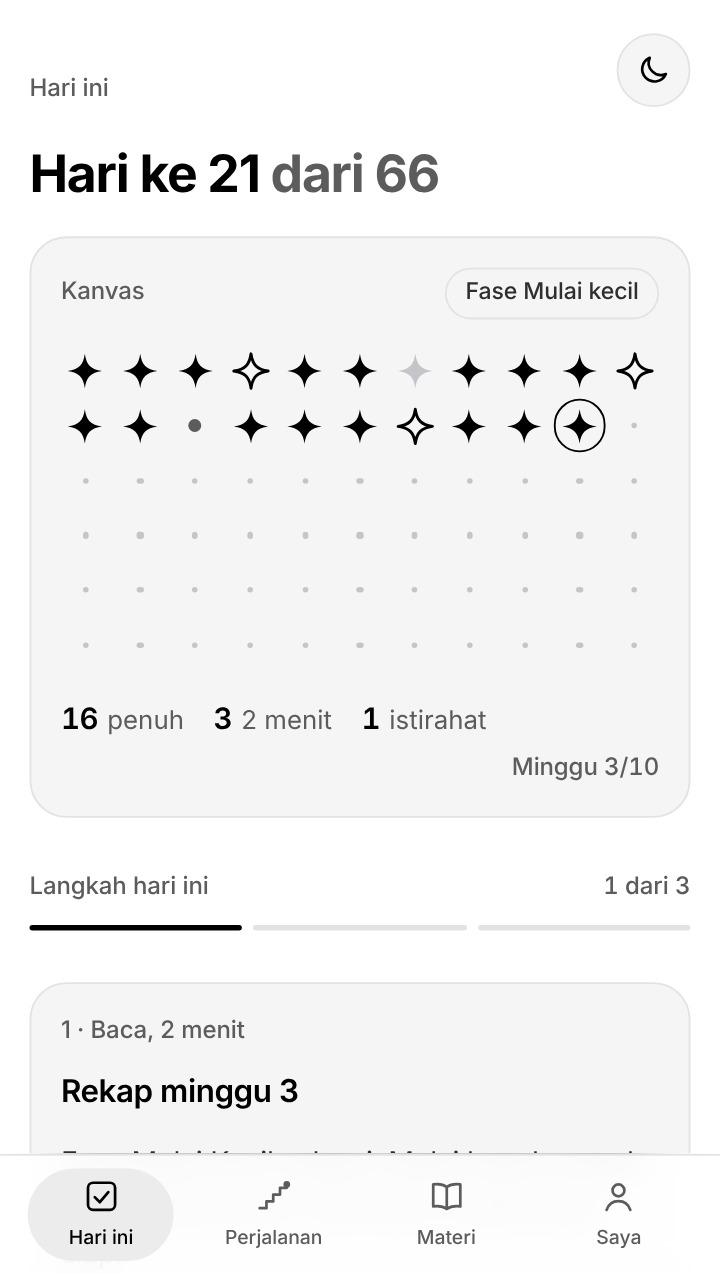 Hari ini
Hari ke 21 dari 66
Kanvas
Fase Mulai kecil
16 penuh 3 2 menit 1 istirahat
Minggu 3/10
Langkah hari ini
1 dari 3
1 · Baca, 2 menit
Rekap minggu 3
Hari ini
Perjalanan
Materi
Saya